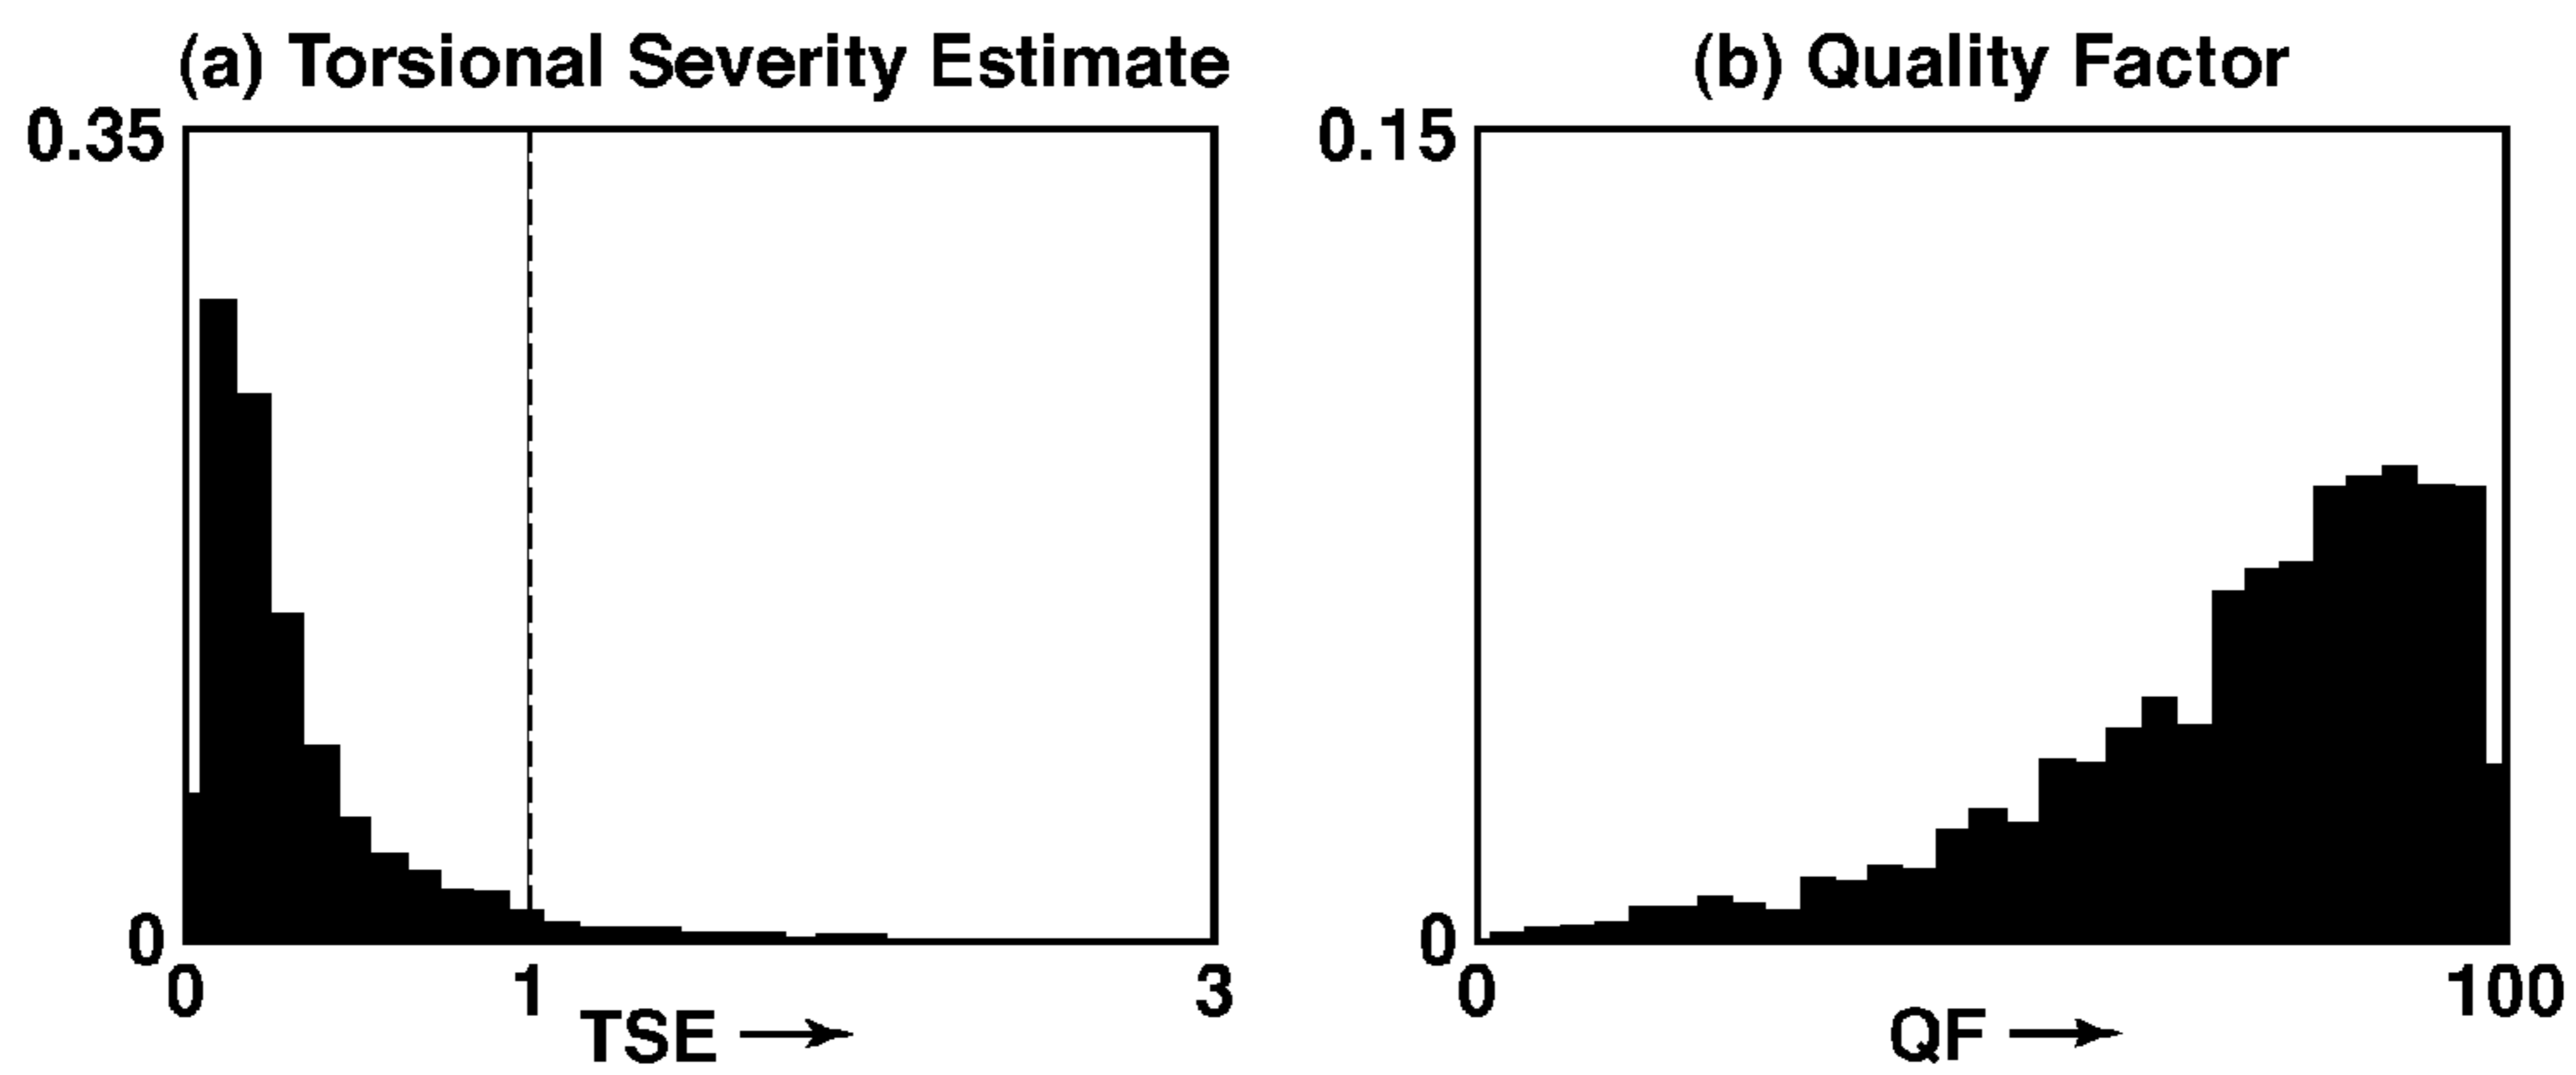 (a) Torsional Severity Estimate
0.35
0
0 1 3
TSE →
(b) Quality Factor
0.15
0
0 100
QF →